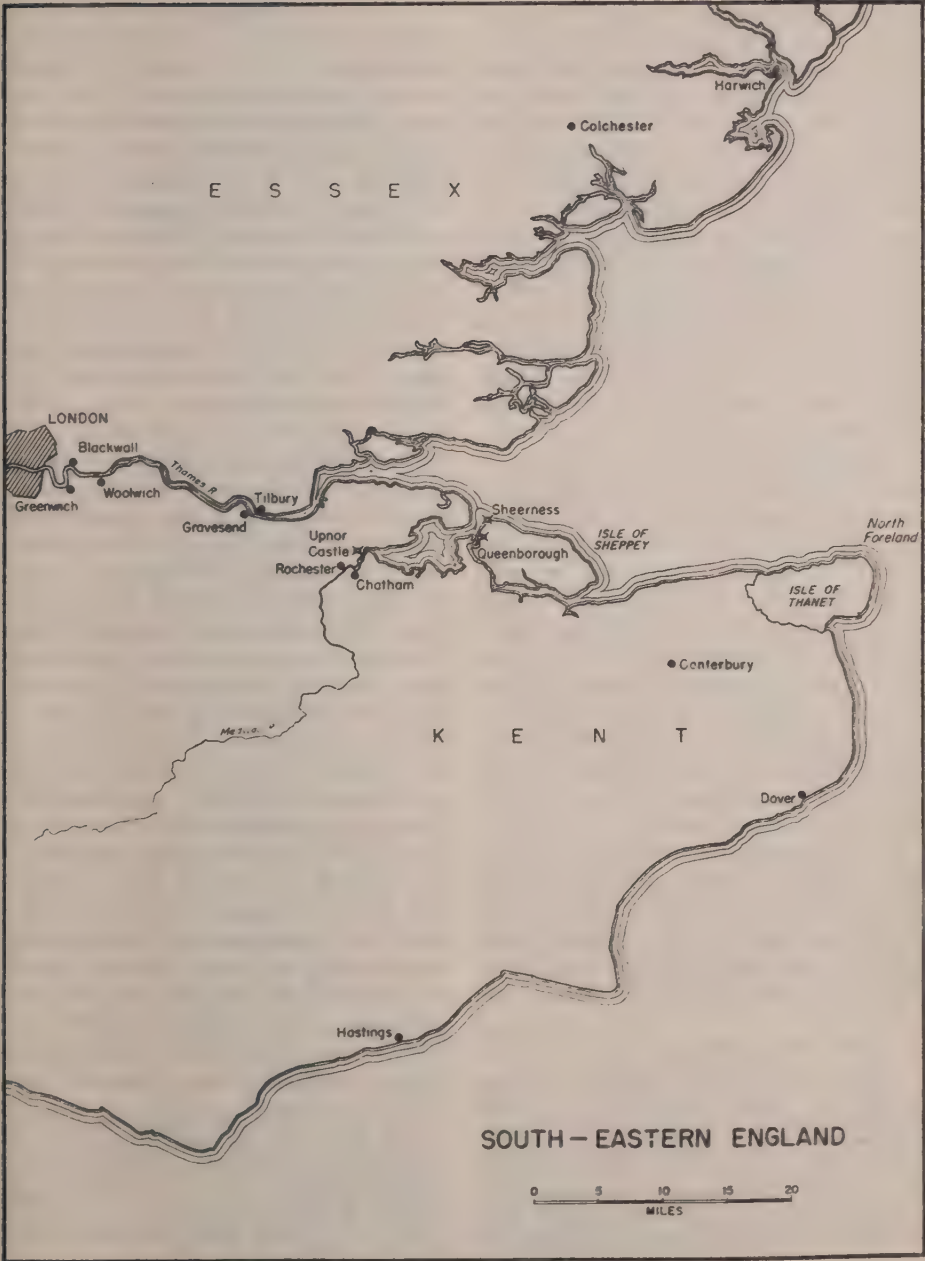 Harwich
Colchester
E S S E X
LONDON
Blackwall
Thames R
Greenwich
Woolwich
Tilbury
Gravesend
Sheerness
Upnor
Castle
ISLE OF
SHEPPEY
North
Foreland
Queenborough
Rochester
Chatham
ISLE OF
THANET
Canterbury
K E N T
Dover
Hastings
SOUTH – EASTERN ENGLAND
0 5 10 15 20
MILES